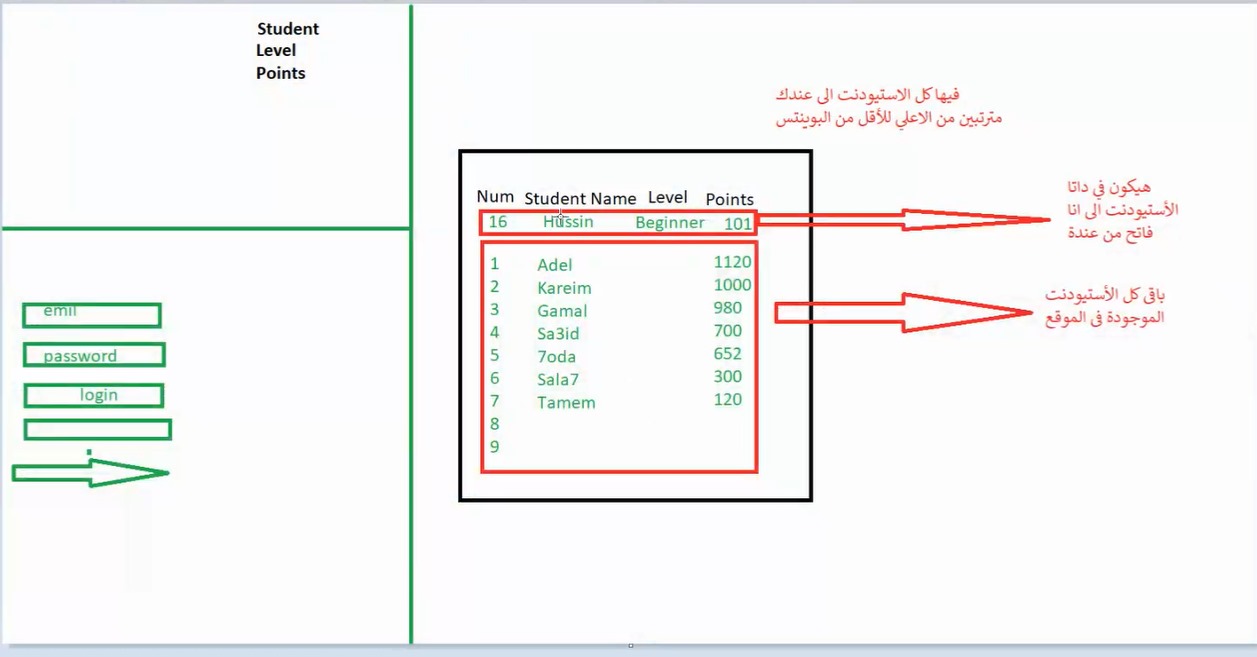 Student
Level
Points
فيها كل الاستيودنت الى عندك
مترتبين من الاعلي للأقل من البوينتس
Num Student Name Level Points
16 Hussin Beginner 101
هيكون في داتا
الأستيودنت الى انا
فاتح من عندة
1 Adel 1120
2 Kareim 1000
3 Gamal 980
4 Sa3id 700
5 7oda 652
6 Sala7 300
7 Tamem 120
8
9
باقى كل الأستيودنت
الموجودة فى الموقع
emil
password
login